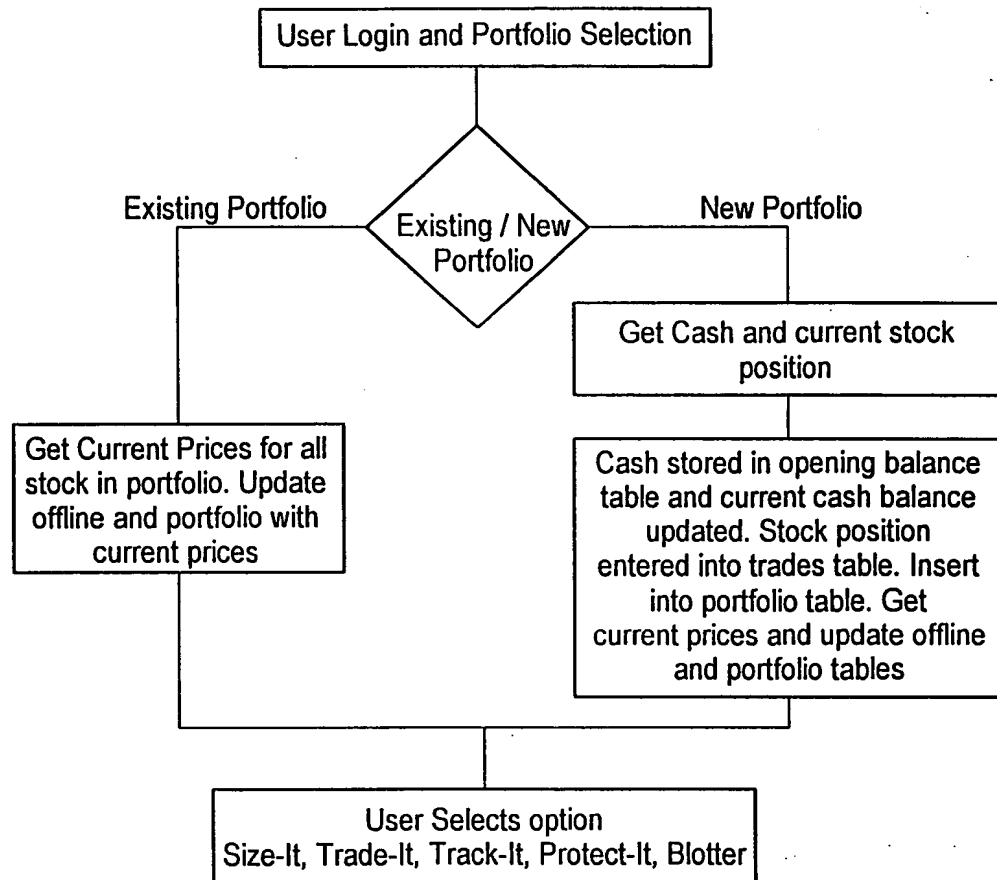 User Login and Portfolio Selection
Existing Portfolio
New Portfolio
Existing / New
Portfolio
Get Cash and current stock
position
Get Current Prices for all
stock in portfolio. Update
offline and portfolio with
current prices
Cash stored in opening balance
table and current cash balance
updated. Stock position
entered into trades table. Insert
into portfolio table. Get
current prices and update offline
and portfolio tables
User Selects option
Size-It, Trade-It, Track-It, Protect-It, Blotter